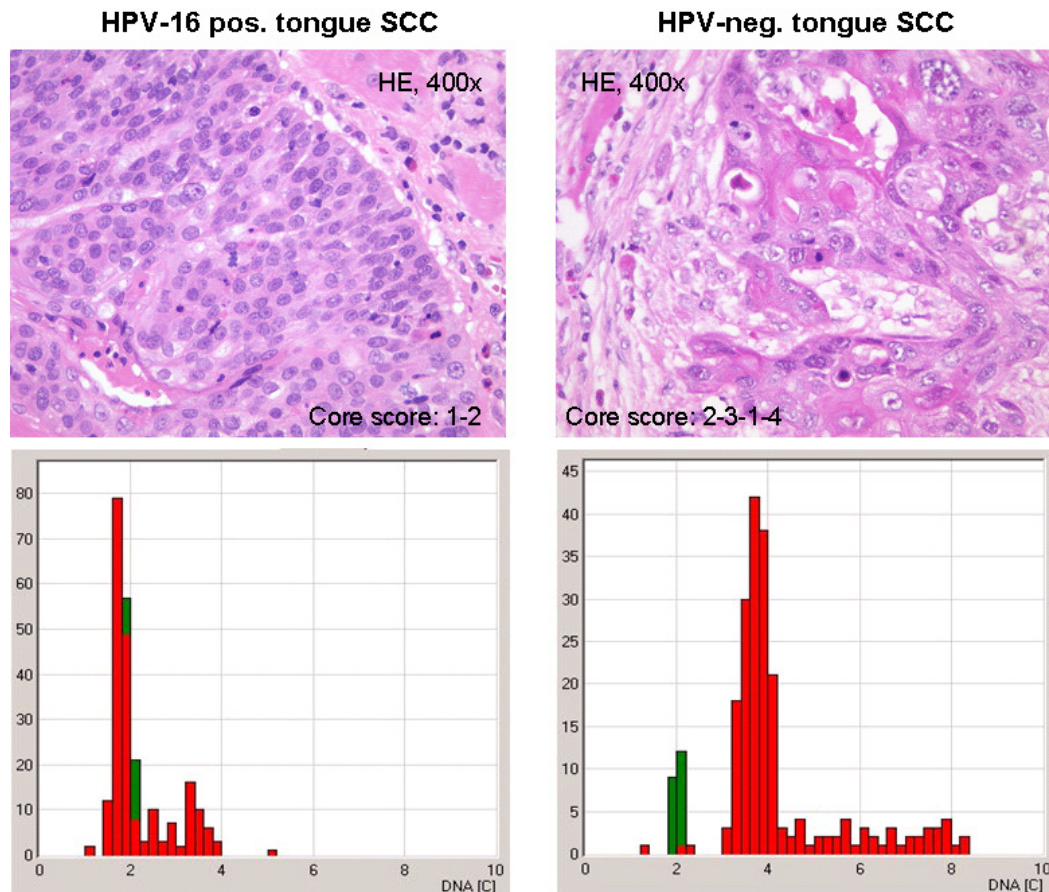 HPV-16 pos. tongue SCC
HPV-neg. tongue SCC
HE, 400x
HE, 400x
Core score: 1-2
Core score: 2-3-1-4
80
70
60
50
40
30
20
10
0
0 2 4 6 8 10
DNA [C]
45
40
35
30
25
20
15
10
5
0
0 2 4 6 8 10
DNA [C]